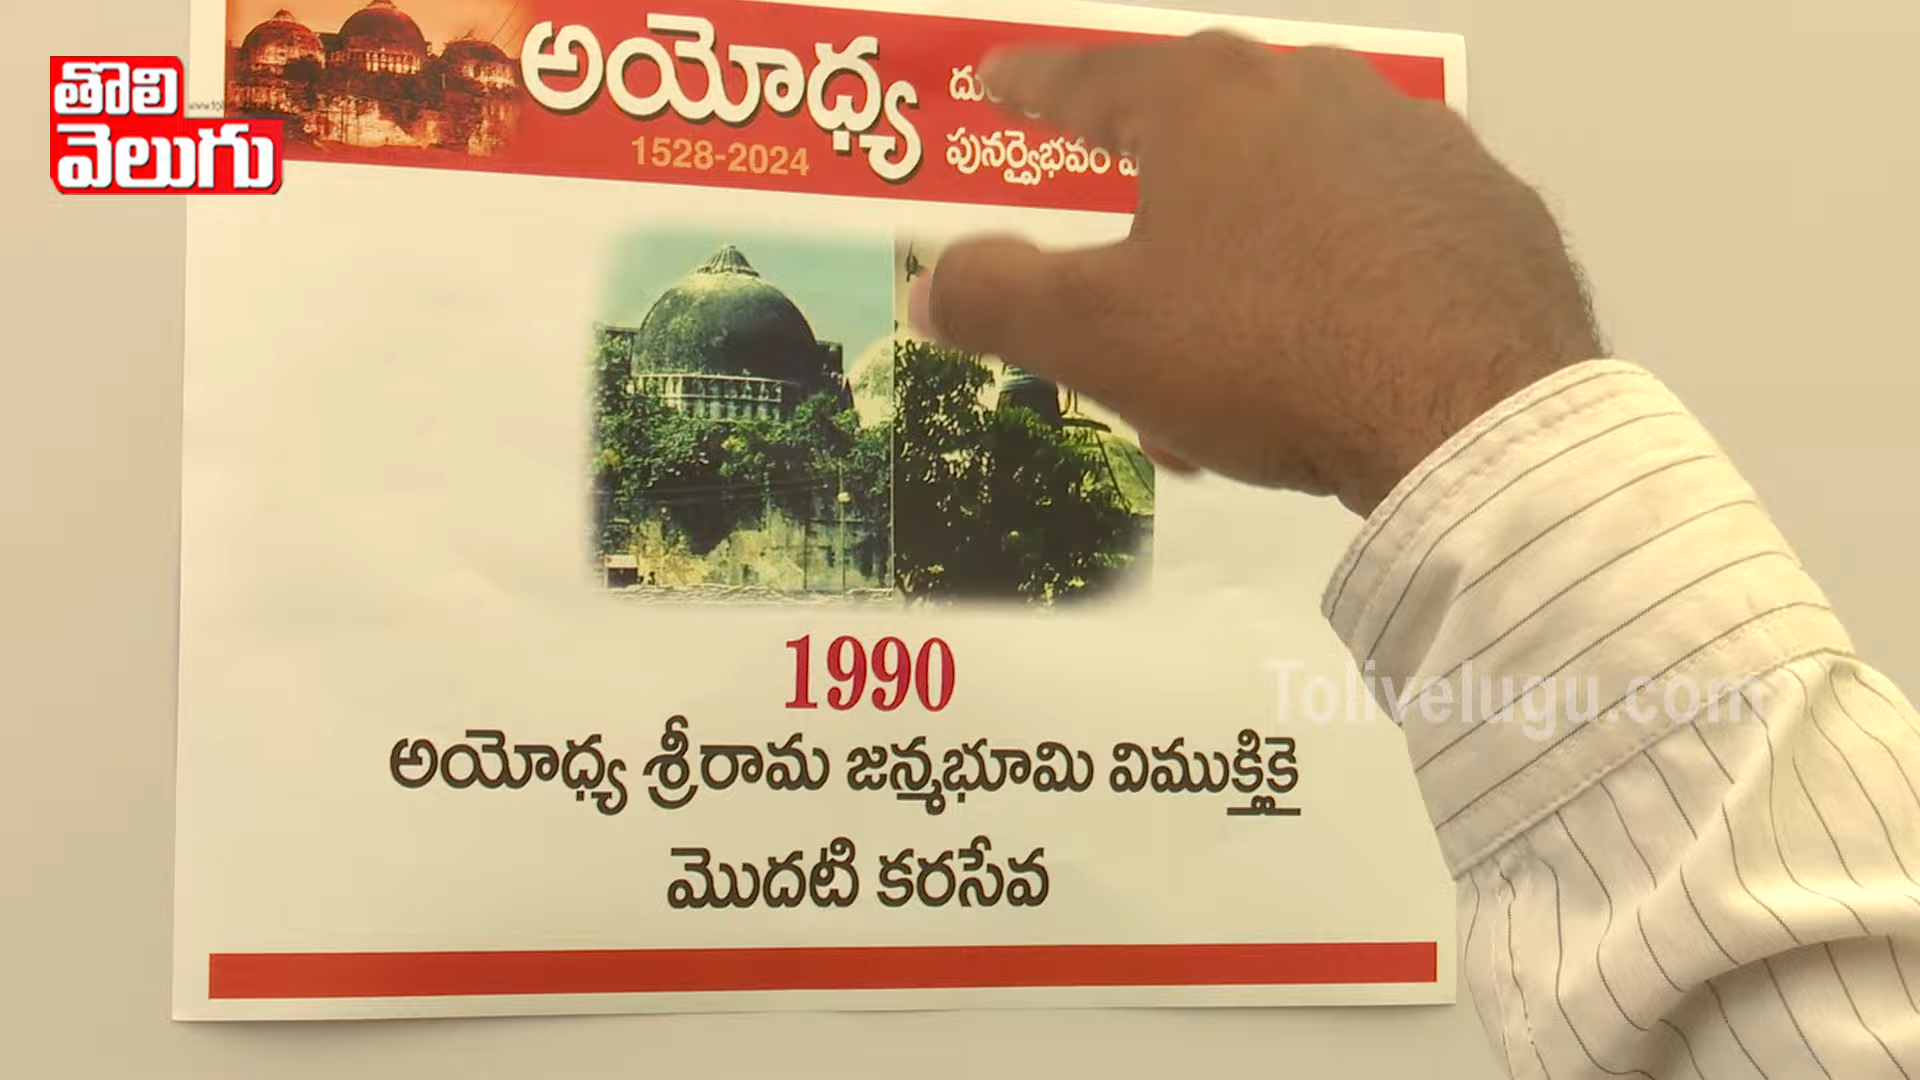 తొలి
వెలుగు
అయోధ్య
1528-2024
పునర్వైభవం
1990
అయోధ్య శ్రీరామ జన్మభూమి విముక్తికై
మొదటి కరసేవ
Tolivelugu.com